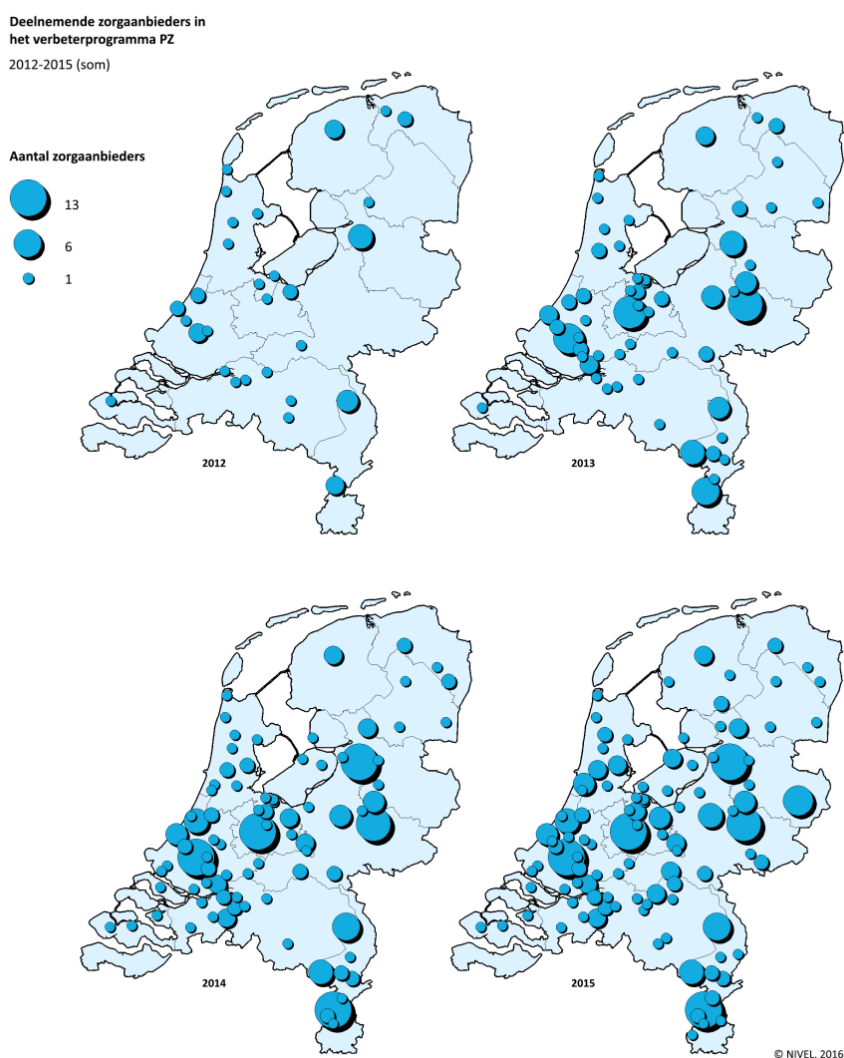 Deelnemende zorgaanbieders in
het verbeterprogramma PZ
2012-2015 (som)
Aantal zorgaanbieders
13
6
1
2012
2013
2014
2015
© NIVEL, 2016